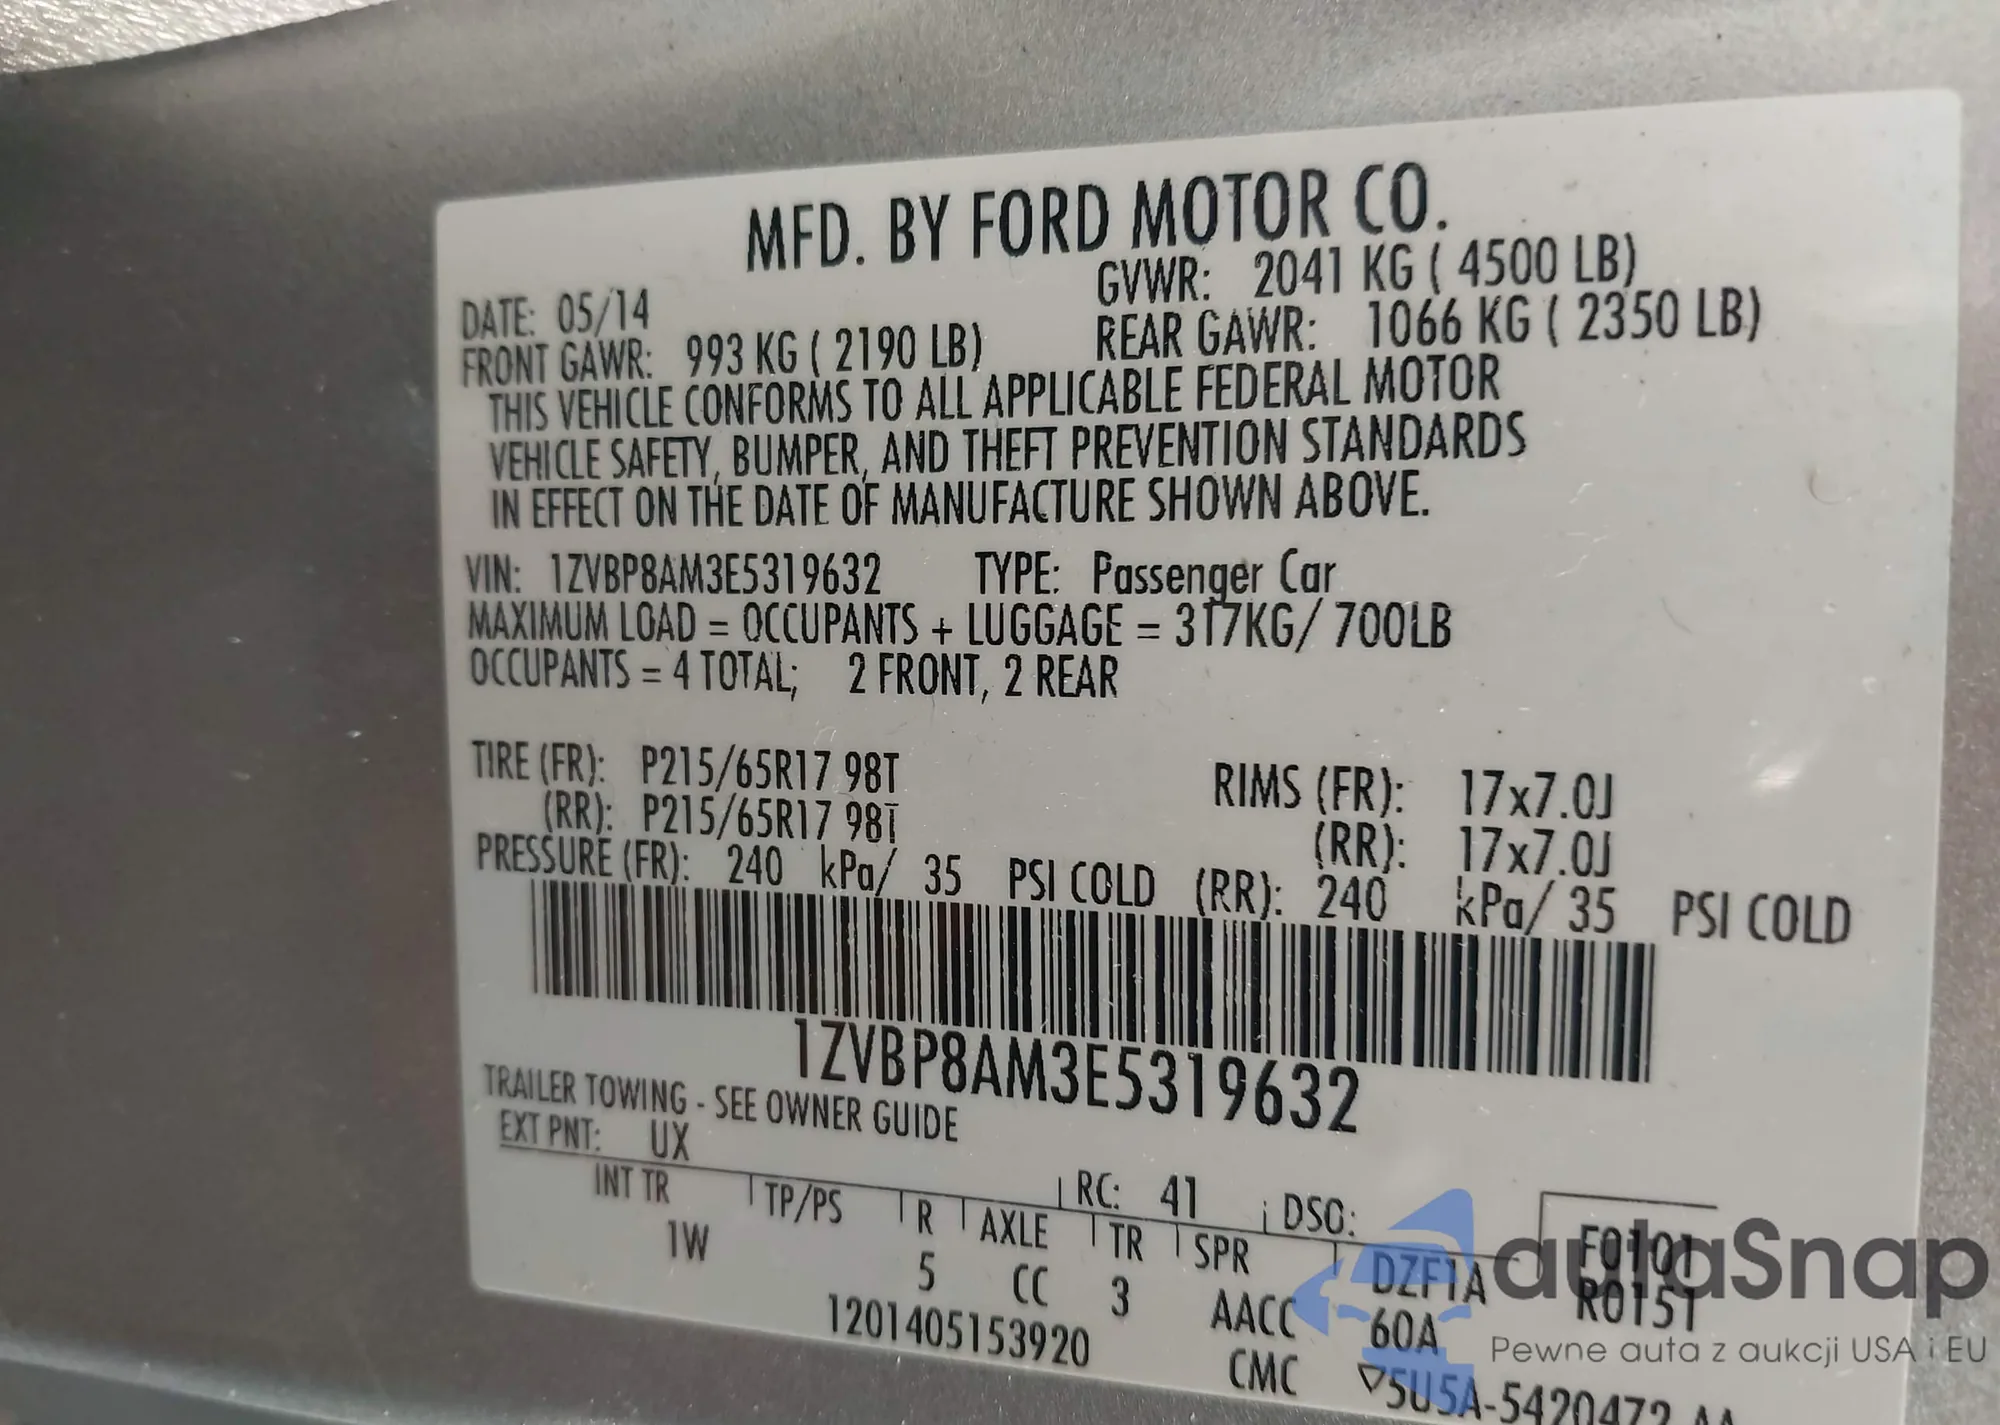 MFD. BY FORD MOTOR CO.
DATE: 05/14 GVWR: 2041 KG ( 4500 LB)
FRONT GAWR: 993 KG ( 2190 LB) REAR GAWR: 1066 KG ( 2350 LB)
THIS VEHICLE CONFORMS TO ALL APPLICABLE FEDERAL MOTOR
VEHICLE SAFETY, BUMPER, AND THEFT PREVENTION STANDARDS
IN EFFECT ON THE DATE OF MANUFACTURE SHOWN ABOVE.
VIN: 1ZVBP8AM3E5319632 TYPE: Passenger Car
MAXIMUM LOAD = OCCUPANTS + LUGGAGE = 317KG/ 700LB
OCCUPANTS = 4 TOTAL; 2 FRONT, 2 REAR
TIRE (FR): P215/65R17 98T RIMS (FR): 17x7.0J
(RR): P215/65R17 98T (RR): 17x7.0J
PRESSURE (FR): 240 kPa/ 35 PSI COLD (RR): 240 kPa/ 35 PSI COLD
1ZVBP8AM3E5319632
TRAILER TOWING - SEE OWNER GUIDE
EXT PNT: UX RC: 41 DSO:
INT TR TP/PS R AXLE TR SPR DZF1A F0101
1W 5 CC 3 AACC 60A R0151
1201405153920 CMC ▽5U5A-5420472-AA
autaSnap
Pewne auta z aukcji USA i EU